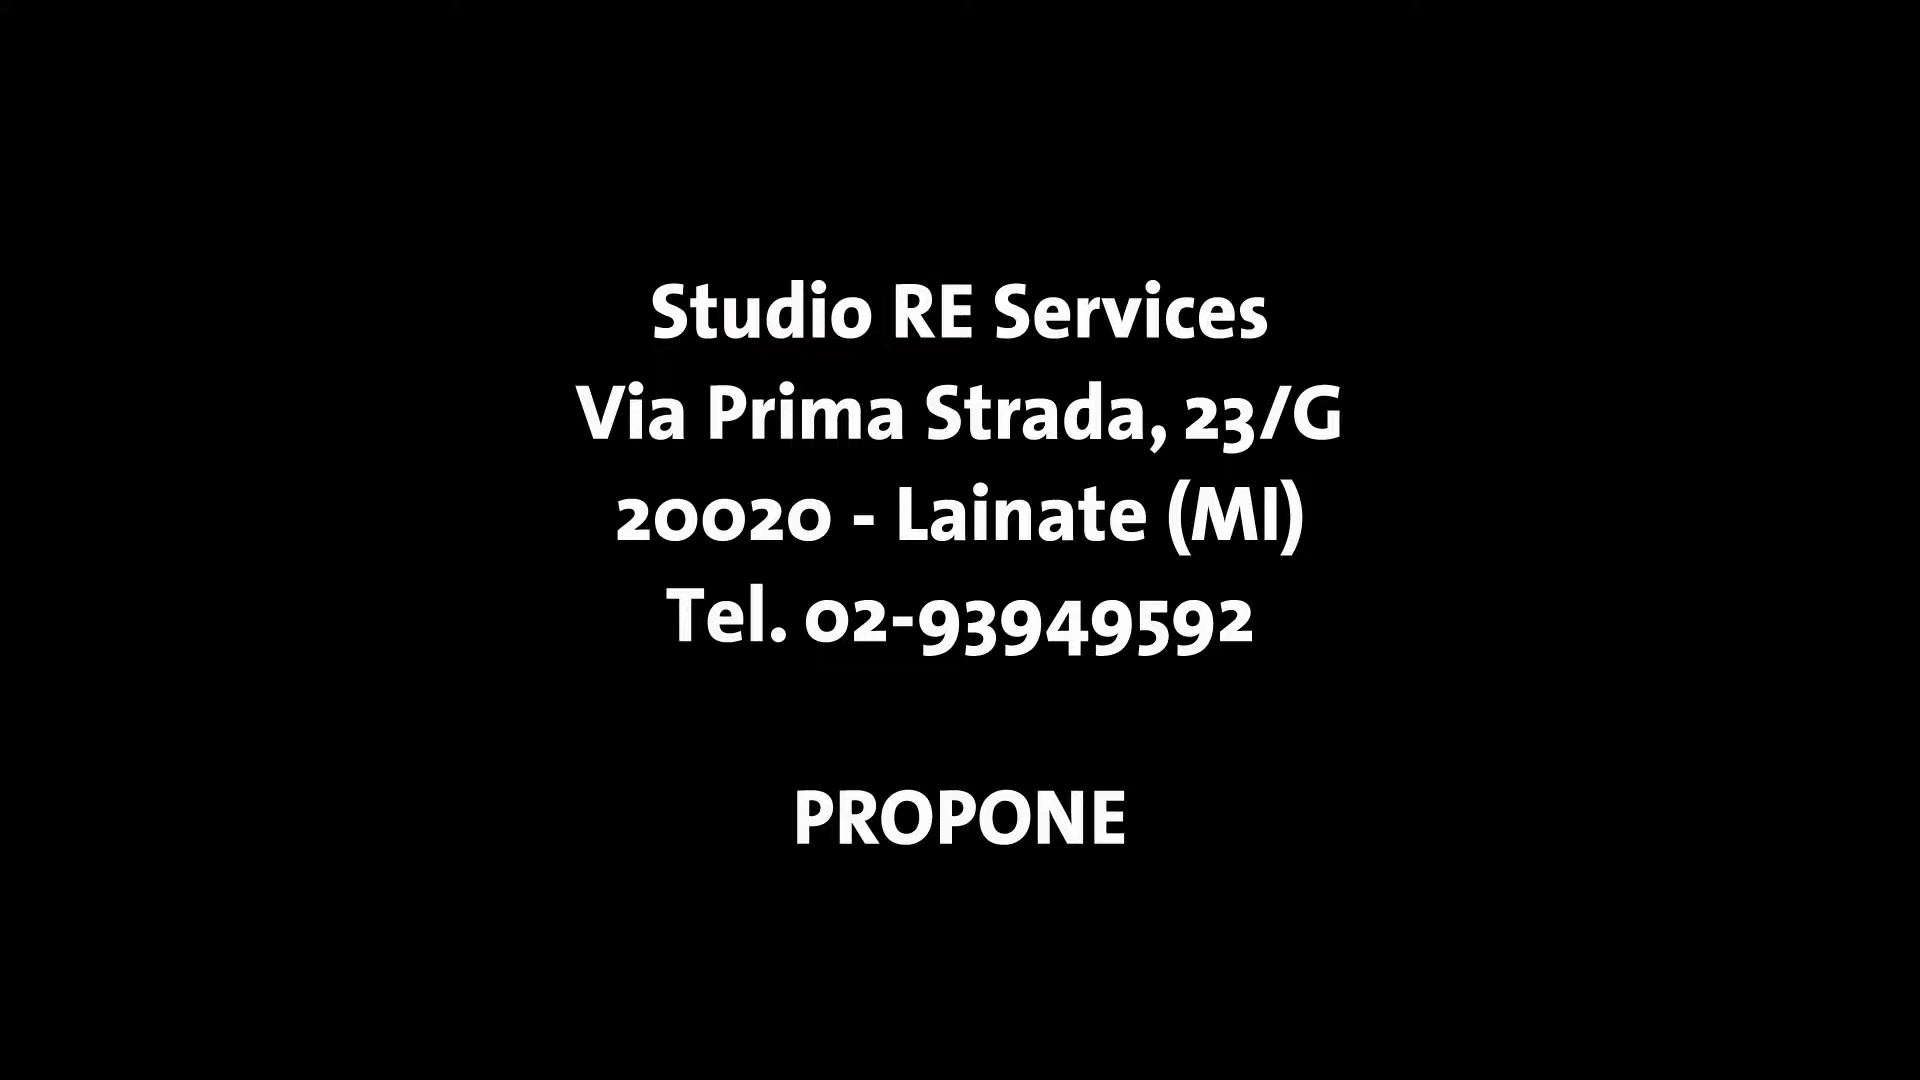 Studio RE Services
Via Prima Strada, 23/G
20020 - Lainate (MI)
Tel. 02-93949592
PROPONE